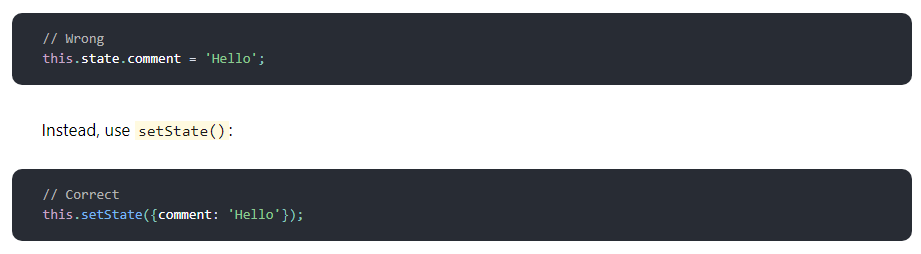 // Wrong
this.state.comment = 'Hello';
Instead, use setState():
// Correct
this.setState({comment: 'Hello'});